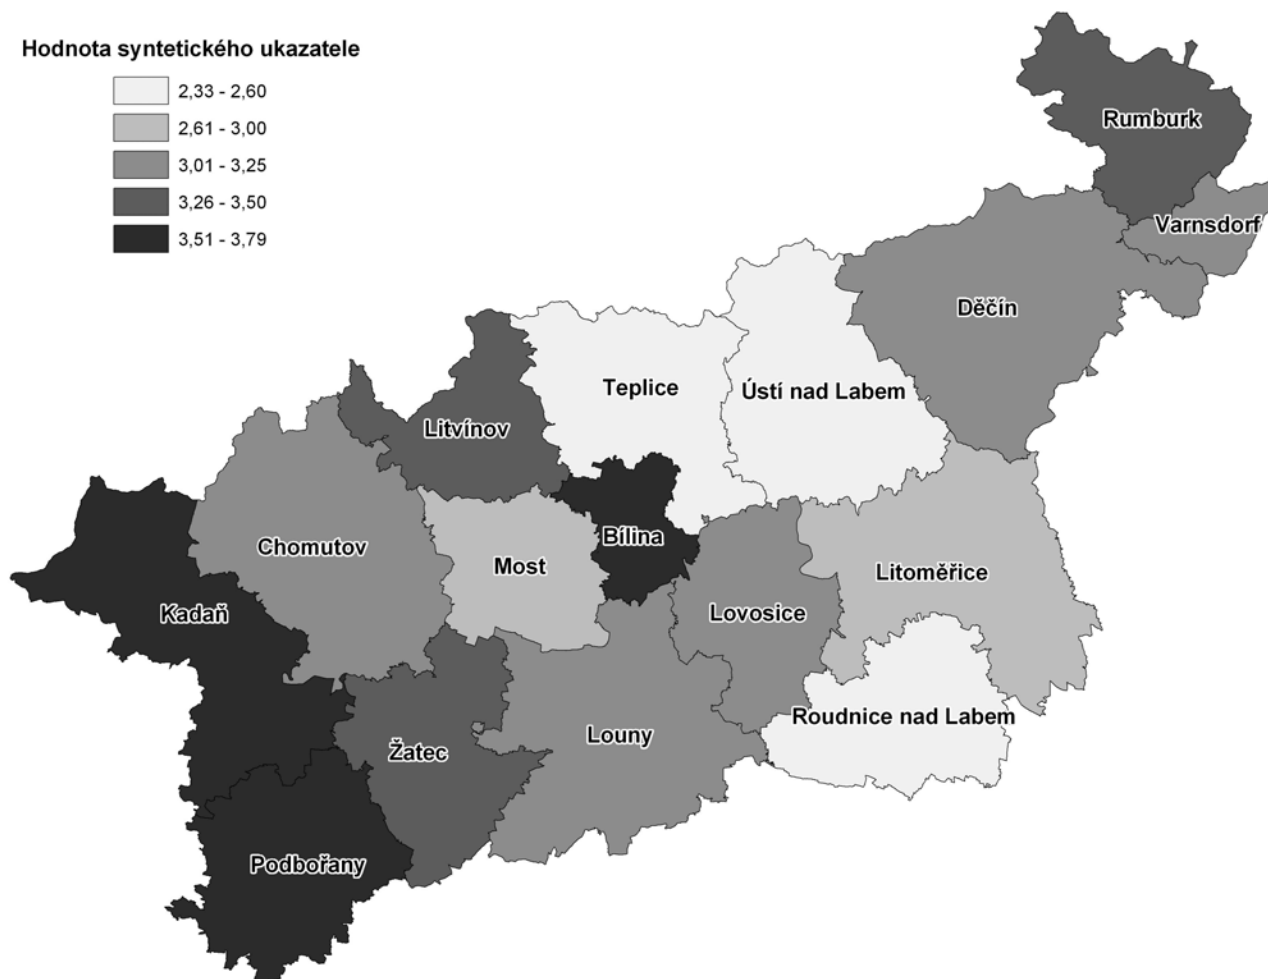 Hodnota syntetického ukazatele
2,33 - 2,60
2,61 - 3,00
3,01 - 3,25
3,26 - 3,50
3,51 - 3,79
Rumburk
Varnsdorf
Děčín
Teplice
Ústí nad Labem
Litvínov
Bílina
Chomutov
Most
Litoměřice
Kadaň
Lovosice
Roudnice nad Labem
Louny
Žatec
Podbořany